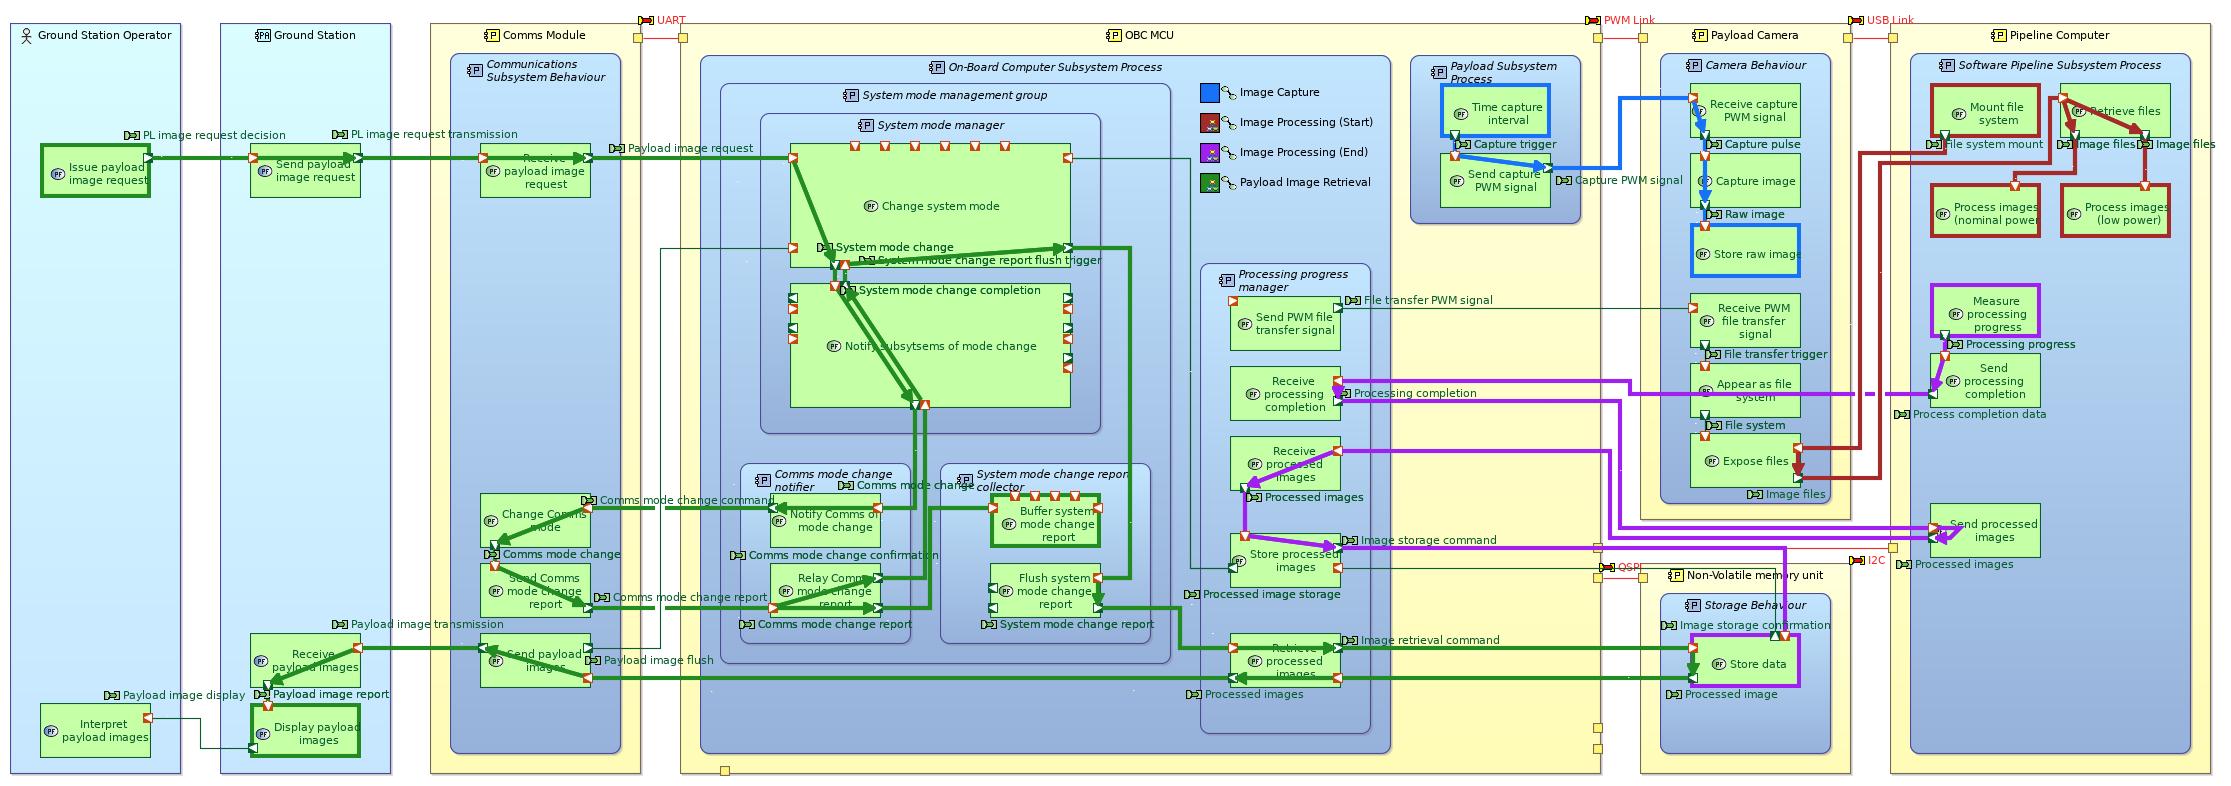 UART
PWM Link
USB Link
Ground Station Operator
Ground Station
Comms Module
OBC MCU
Payload Camera
Pipeline Computer
Communications
Subsystem Behaviour
On-Board Computer Subsystem Process
Payload Subsystem
Process
Camera Behaviour
Software Pipeline Subsystem Process
System mode management group
System mode manager
Image Capture
Image Processing (Start)
Image Processing (End)
Payload Image Retrieval
Time capture
interval
Capture trigger
Send capture
PWM signal
Capture PWM signal
Receive capture
PWM signal
Capture pulse
Capture image
Raw image
Store raw image
Mount file
system
Retrieve files
File system mount
Image files
Image files
Process images
(nominal power)
Process images
(low power)
PL image request decision
PL image request transmission
Payload image request
Issue payload
image request
Send payload
image request
Receive
payload image
request
Change system mode
System mode change
System mode change report flush trigger
System mode change completion
Notify subsytsems of mode change
Processing progress
manager
File transfer PWM signal
Send PWM file
transfer signal
Receive PWM
file transfer
signal
File transfer trigger
Appear as file
system
File system
Expose files
Image files
Measure
processing
progress
Processing progress
Send
processing
completion
Process completion data
Receive
processing
completion
Processing completion
Receive
processed
images
Processed images
Comms mode change
notifier
System mode change report
collector
Comms mode change
Comms mode change command
Change Comms
mode
Notify Comms of
mode change
Buffer system
mode change
report
Comms mode change
Comms mode change confirmation
Send Comms
mode change
report
Relay Comms
mode change
report
Flush system
mode change
report
Comms mode change report
Comms mode change report
System mode change report
Store processed
images
Image storage command
Processed image storage
Send processed
images
Processed images
QSPI
I2C
Non-Volatile memory unit
Storage Behaviour
Image storage confirmation
Store data
Processed image
Payload image transmission
Receive
payload images
Send payload
images
Payload image flush
Retrieve
processed
images
Image retrieval command
Processed images
Payload image display
Payload image report
Interpret
payload images
Display payload
images